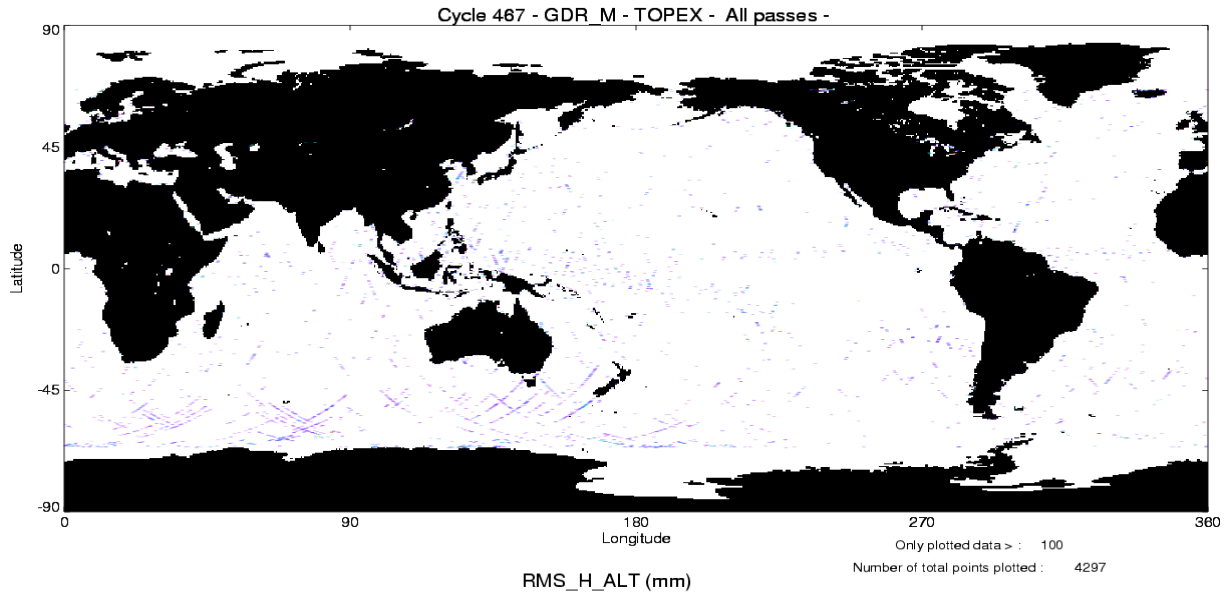 Cycle 467 - GDR_M - TOPEX - All passes -
90
45
0
-45
-90
Latitude
0 90 180 270 360
Longitude
Only plotted data > : 100
Number of total points plotted : 4297
RMS_H_ALT (mm)